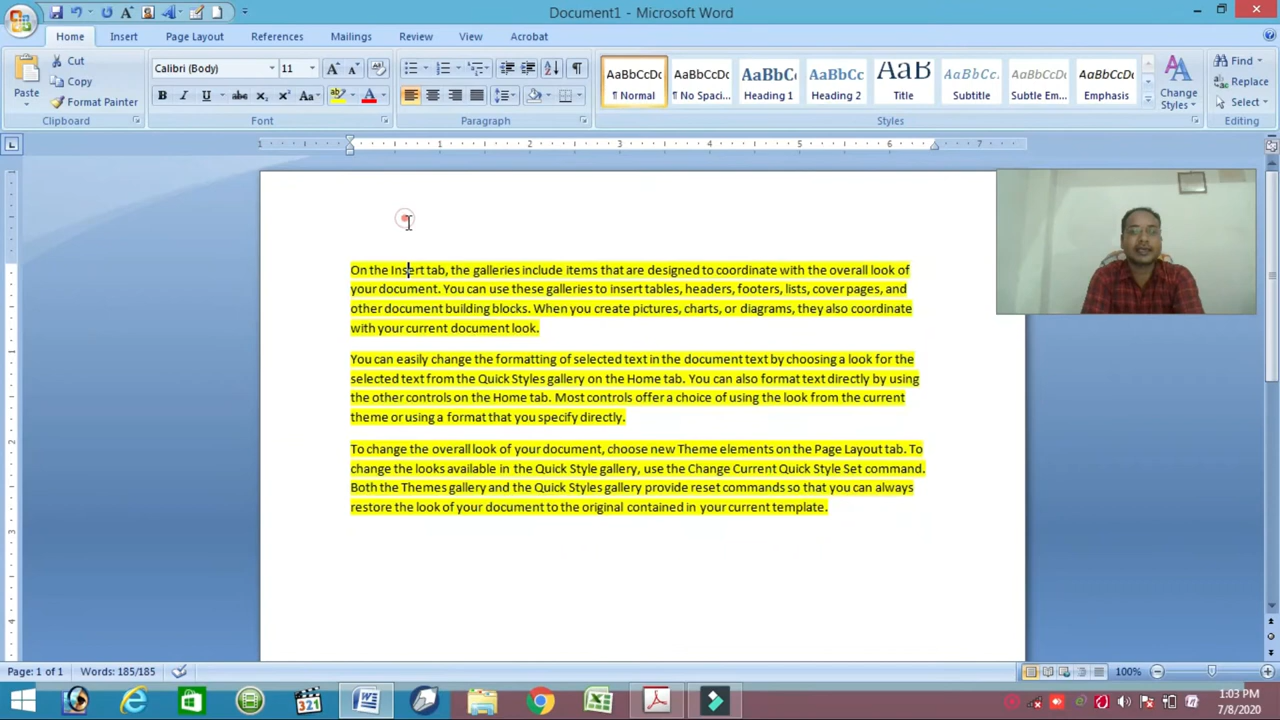 Document1 - Microsoft Word
Home Insert Page Layout References Mailings Review View Acrobat
Cut
Copy
Format Painter
Paste
Clipboard
Calibri (Body) 11
Font
Paragraph
AaBbCcDc AaBbCcDc AaBbC AaBbCc AaB AaBbCc. AaBbCcDc AaBbCcDc
¶ Normal ¶ No Spaci... Heading 1 Heading 2 Title Subtitle Subtle Em... Emphasis
Change
Styles
Styles
Find
Replace
Select
Editing
1 1 2 3 4 5 6 7
On the Insert tab, the galleries include items that are designed to coordinate with the overall look of
your document. You can use these galleries to insert tables, headers, footers, lists, cover pages, and
other document building blocks. When you create pictures, charts, or diagrams, they also coordinate
with your current document look.
You can easily change the formatting of selected text in the document text by choosing a look for the
selected text from the Quick Styles gallery on the Home tab. You can also format text directly by using
the other controls on the Home tab. Most controls offer a choice of using the look from the current
theme or using a format that you specify directly.
To change the overall look of your document, choose new Theme elements on the Page Layout tab. To
change the looks available in the Quick Style gallery, use the Change Current Quick Style Set command.
Both the Themes gallery and the Quick Styles gallery provide reset commands so that you can always
restore the look of your document to the original contained in your current template.
Page: 1 of 1 Words: 185/185
100%
321
1:03 PM
7/8/2020